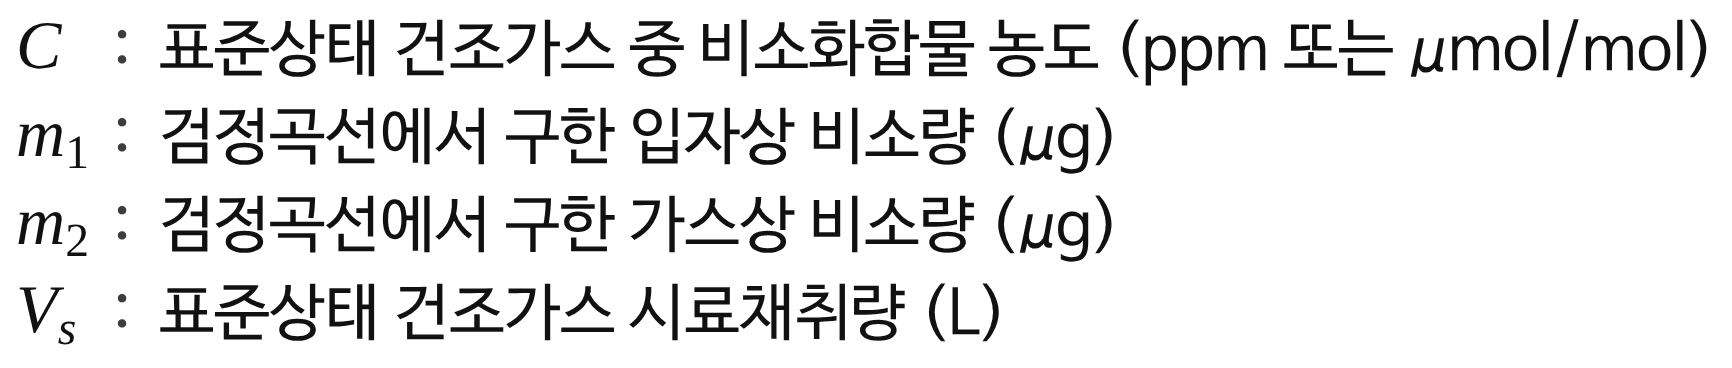 C : 표준상태 건조가스 중 비소화합물 농도 (ppm 또는 μmol/mol)
m₁ : 검정곡선에서 구한 입자상 비소량 (μg)
m₂ : 검정곡선에서 구한 가스상 비소량 (μg)
Vₛ : 표준상태 건조가스 시료채취량 (L)